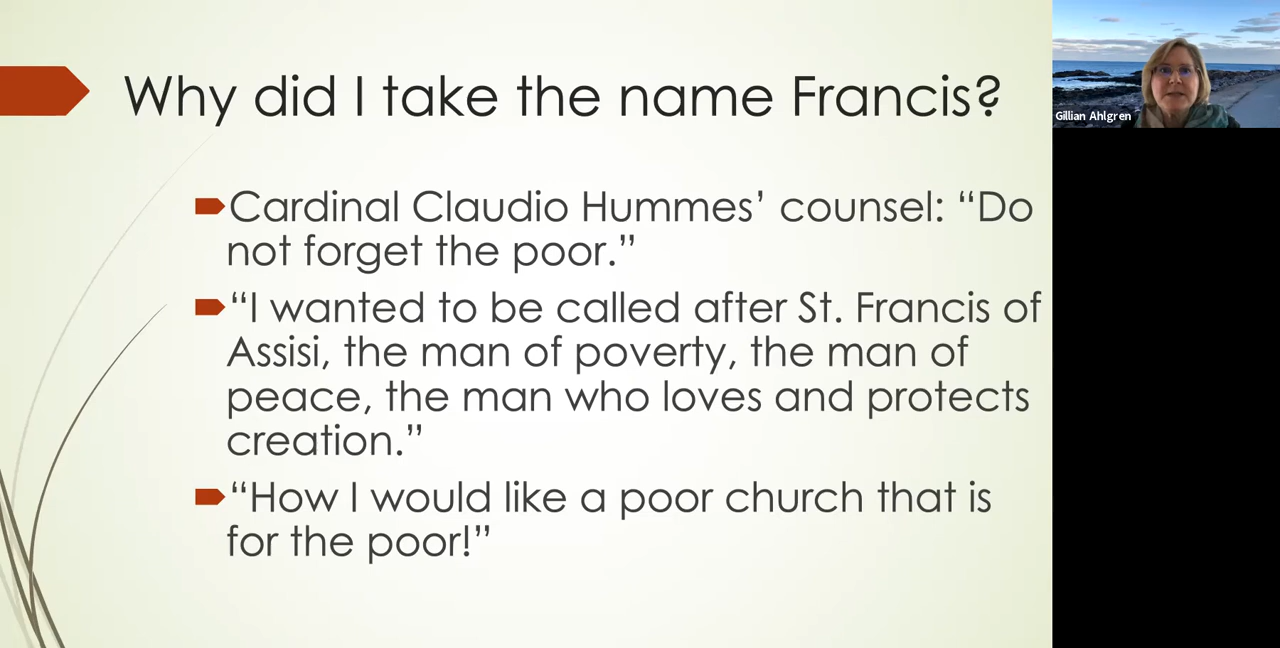 Why did I take the name Francis?
Gillian Ahlgren
Cardinal Claudio Hummes’ counsel: “Do
not forget the poor.”
“I wanted to be called after St. Francis of
Assisi, the man of poverty, the man of
peace, the man who loves and protects
creation.”
“How I would like a poor church that is
for the poor!”